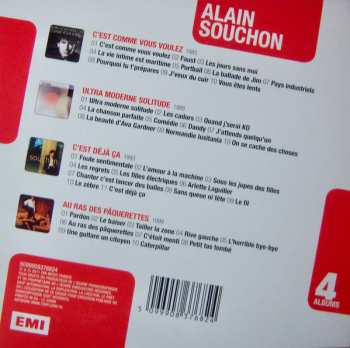 ALAIN
SOUCHON
C'EST COMME VOUS VOULEZ 1985
01 C'est comme vous voulez 02 Faust 03 Les jours sans moi
04 La vie intime est maritime 05 Portbail 06 La ballade de Jim 07 Pays industriels
08 Pourquoi tu t'prépares 09 J'veux du cuir 10 Vous êtes lents
ULTRA MODERNE SOLITUDE 1988
01 Ultra moderne solitude 02 Les cadors 03 Quand j'serai KO
04 La chanson parfaite 05 Comédie 06 Dandy 07 J'attends quelqu'un
08 La beauté d'Ava Gardner 09 Normandie lusitania 10 On se cache des choses
C'EST DÉJÀ ÇA 1993
01 Foule sentimentale 02 L'amour à la machine 03 Sous les jupes des filles
04 Les regrets 05 Les filles électriques 06 Arlette Laguiller
07 Chanter c'est lancer des balles 08 Sans queue ni tête 09 Le fil
10 Le zèbre 11 C'est déjà ça
AU RAS DES PÂQUERETTES 1999
01 Pardon 02 Le baiser 03 Tailler la zone 04 Rive gauche 05 L'horrible bye-bye
06 Au ras des pâquerettes 07 C'était menti 08 Petit tas tombé
09 Une guitare un citoyen 10 Caterpillar
4
ALBUMS
EMI
5 099908 376824